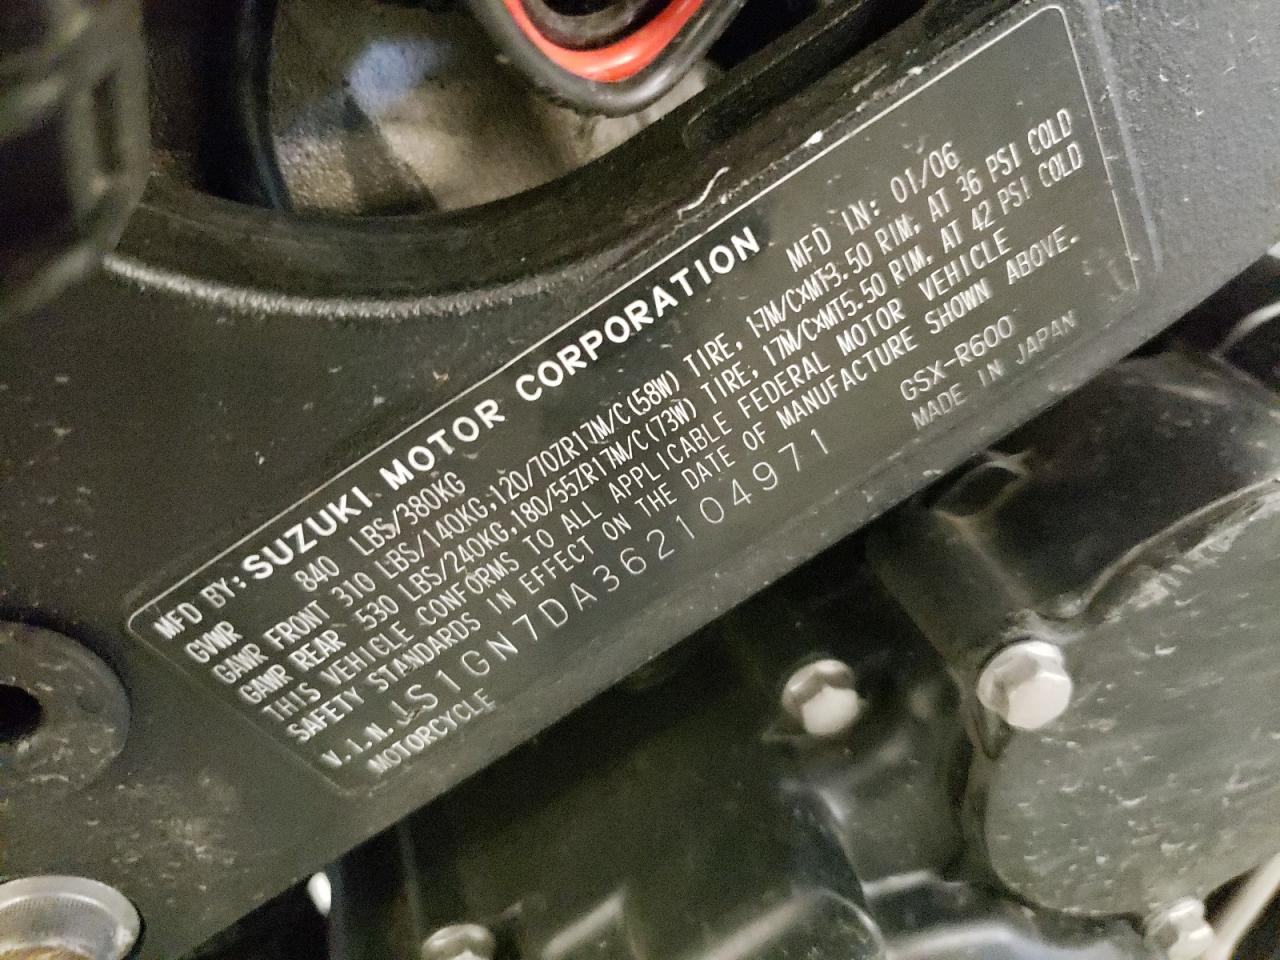 MFD BY: SUZUKI MOTOR CORPORATION
GVWR 840 LBS/380KG MFD IN: 01/06
GAWR FRONT 310 LBS/140KG, 120/70ZR17M/C(58W) TIRE, 17M/CxMT3.50 RIM, AT 36 PSI COLD
GAWR REAR 530 LBS/240KG, 180/55ZR17M/C(73W) TIRE, 17M/CxMT5.50 RIM, AT 42 PSI COLD
THIS VEHICLE CONFORMS TO ALL APPLICABLE FEDERAL MOTOR VEHICLE
SAFETY STANDARDS IN EFFECT ON THE DATE OF MANUFACTURE SHOWN ABOVE.
V.I.N. JS1GN7DA362104971 GSX-R600
MOTORCYCLE MADE IN JAPAN